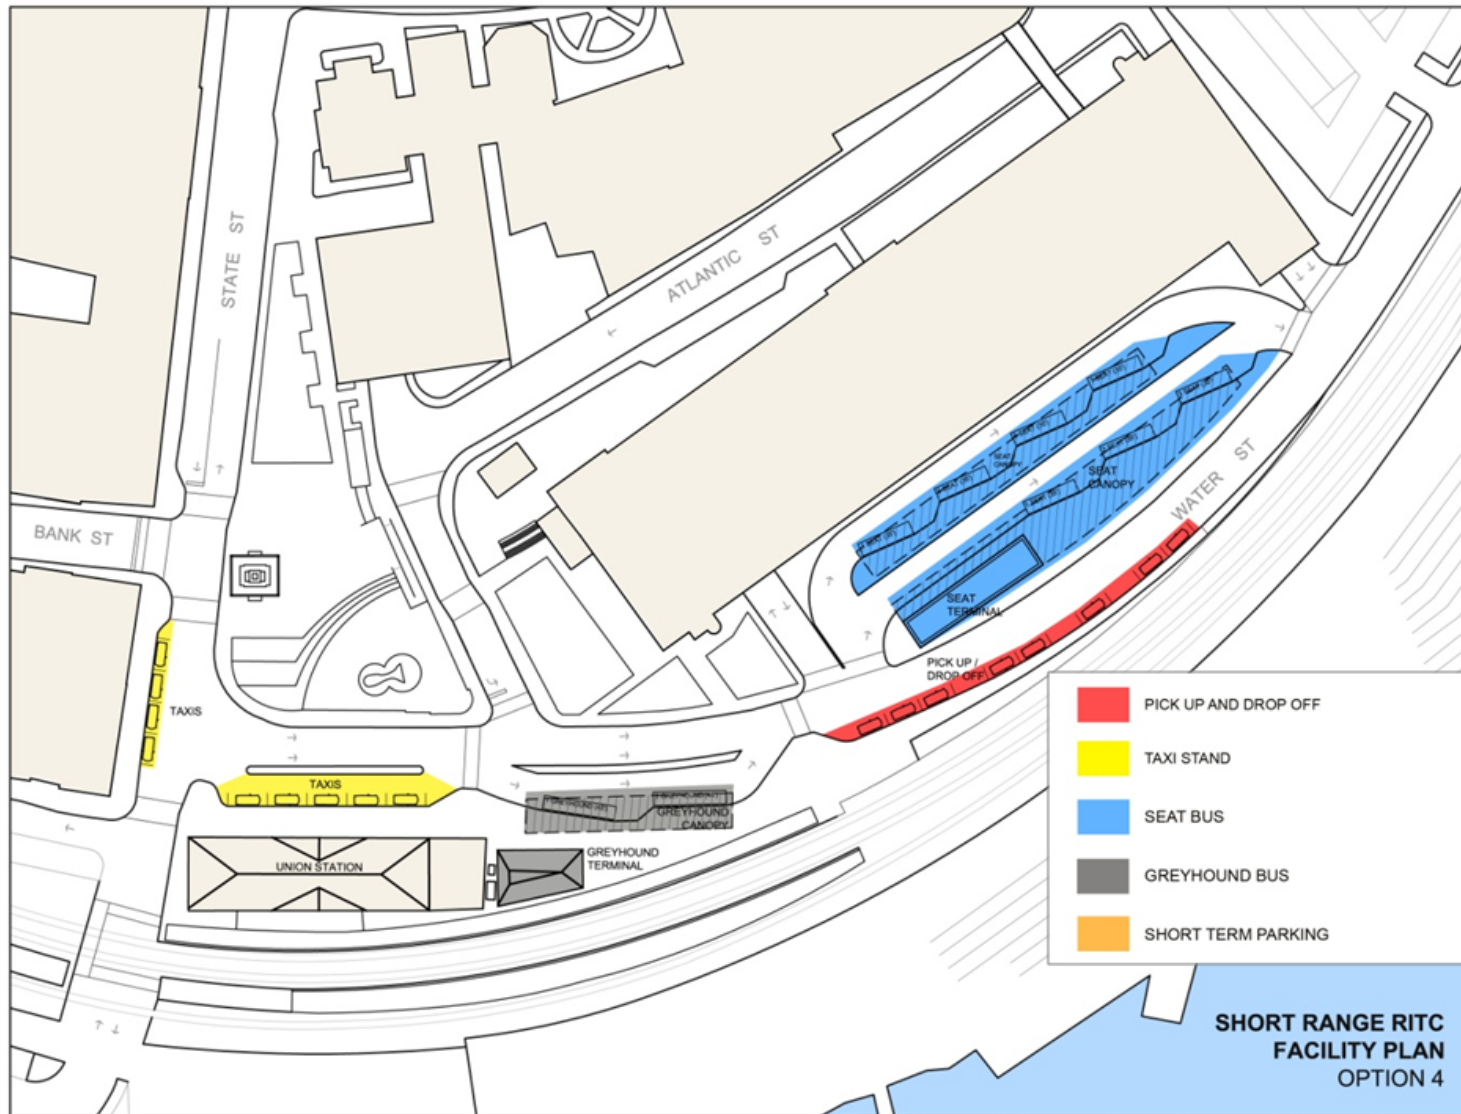 STATE ST
ATLANTIC ST
BANK ST
SEAT
CANOPY
SEAT
CANOPY
WATER ST
SEAT
TERMINAL
PICK UP /
DROP OFF
TAXIS
TAXIS
GREYHOUND
CANOPY
UNION STATION
GREYHOUND
TERMINAL
PICK UP AND DROP OFF
TAXI STAND
SEAT BUS
GREYHOUND BUS
SHORT TERM PARKING
SHORT RANGE RITC
FACILITY PLAN
OPTION 4